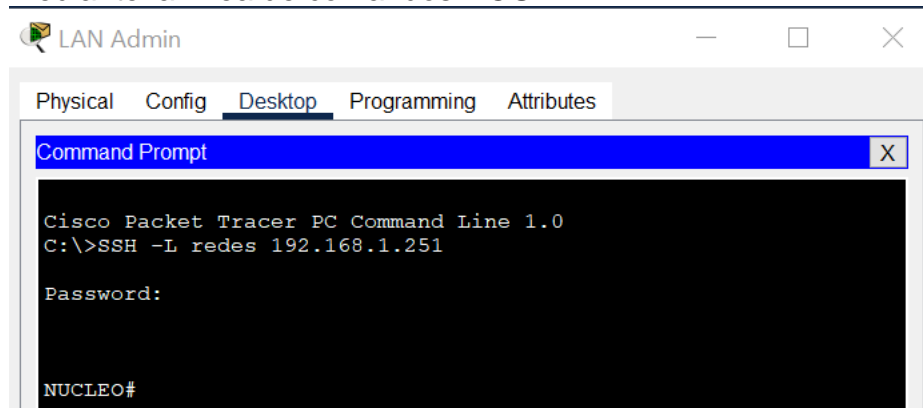 LAN Admin
Physical Config Desktop Programming Attributes
Command Prompt X
Cisco Packet Tracer PC Command Line 1.0
C:\>SSH -L redes 192.168.1.251
Password:
NUCLEO#